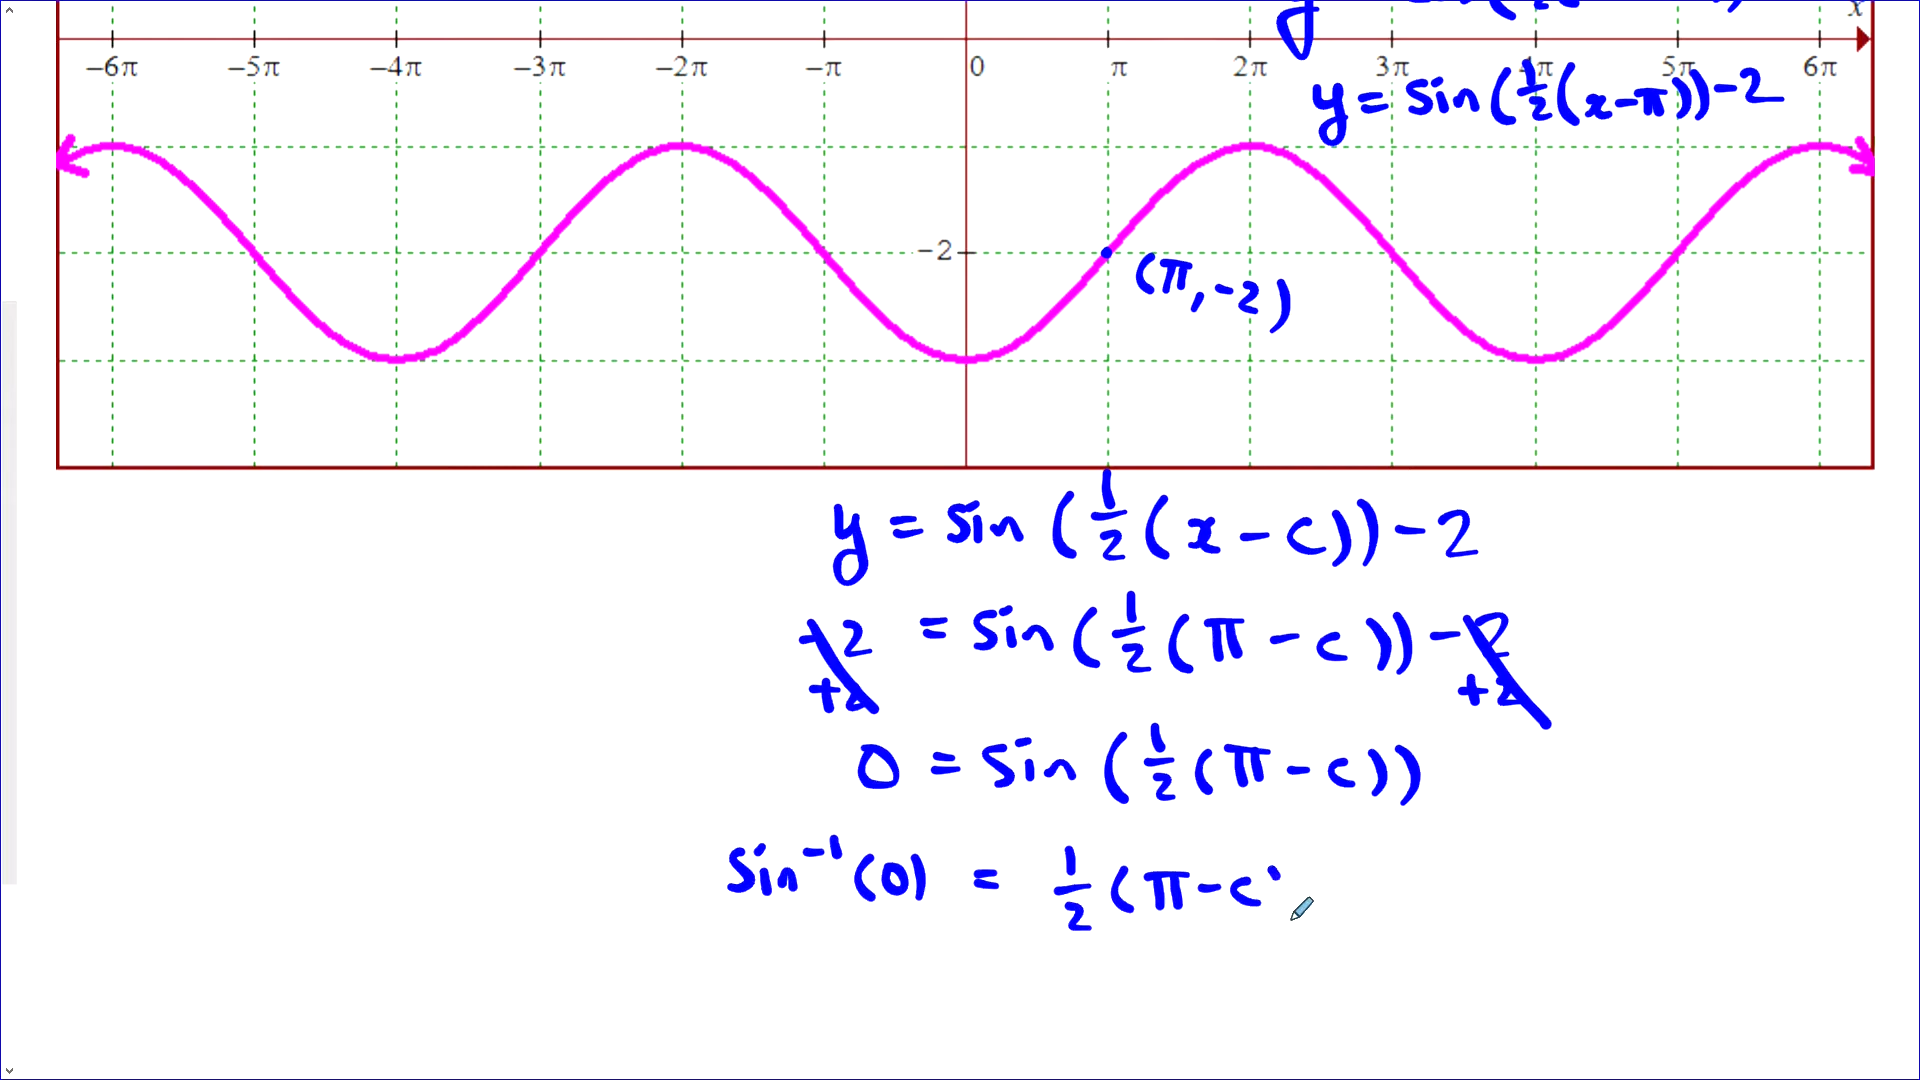 x
−6π −5π −4π −3π −2π −π 0 π 2π 3π 4π 5π 6π
y = sin(½(x−π))−2
−2
(π,−2)
y = sin(½(x−c))−2
−2 = sin(½(π−c))−2
+2 +2
0 = sin(½(π−c))
sin⁻¹(0) = ½(π−c